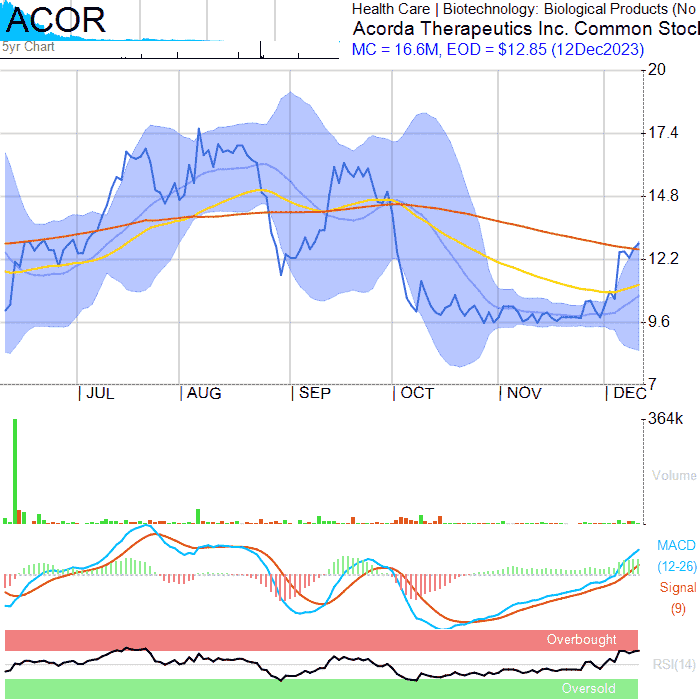 ACOR
Health Care | Biotechnology: Biological Products (No
Acorda Therapeutics Inc. Common Stoc
MC = 16.6M, EOD = $12.85 (12Dec2023)
5yr Chart
20
17.4
14.8
12.2
9.6
7
| JUL | AUG | SEP | OCT | NOV | DEC
364k
Volume
MACD
(12-26)
Signal
(9)
Overbought
RSI(14)
Oversold